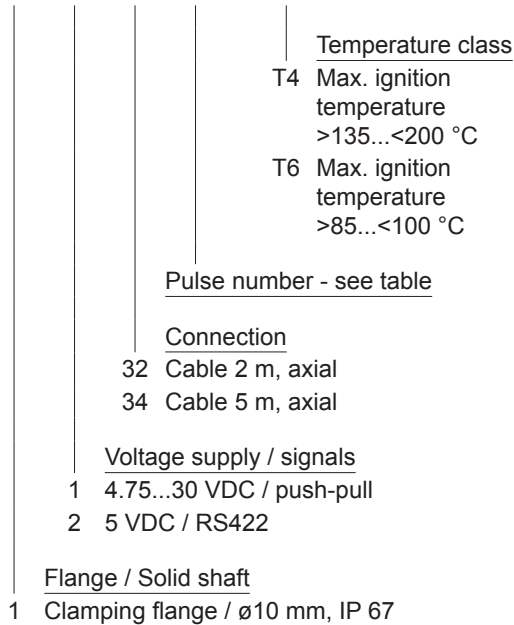 Temperature class
T4 Max. ignition
temperature
>135...<200 °C
T6 Max. ignition
temperature
>85...<100 °C
Pulse number - see table
Connection
32 Cable 2 m, axial
34 Cable 5 m, axial
Voltage supply / signals
1 4.75...30 VDC / push-pull
2 5 VDC / RS422
Flange / Solid shaft
1 Clamping flange / ø10 mm, IP 67